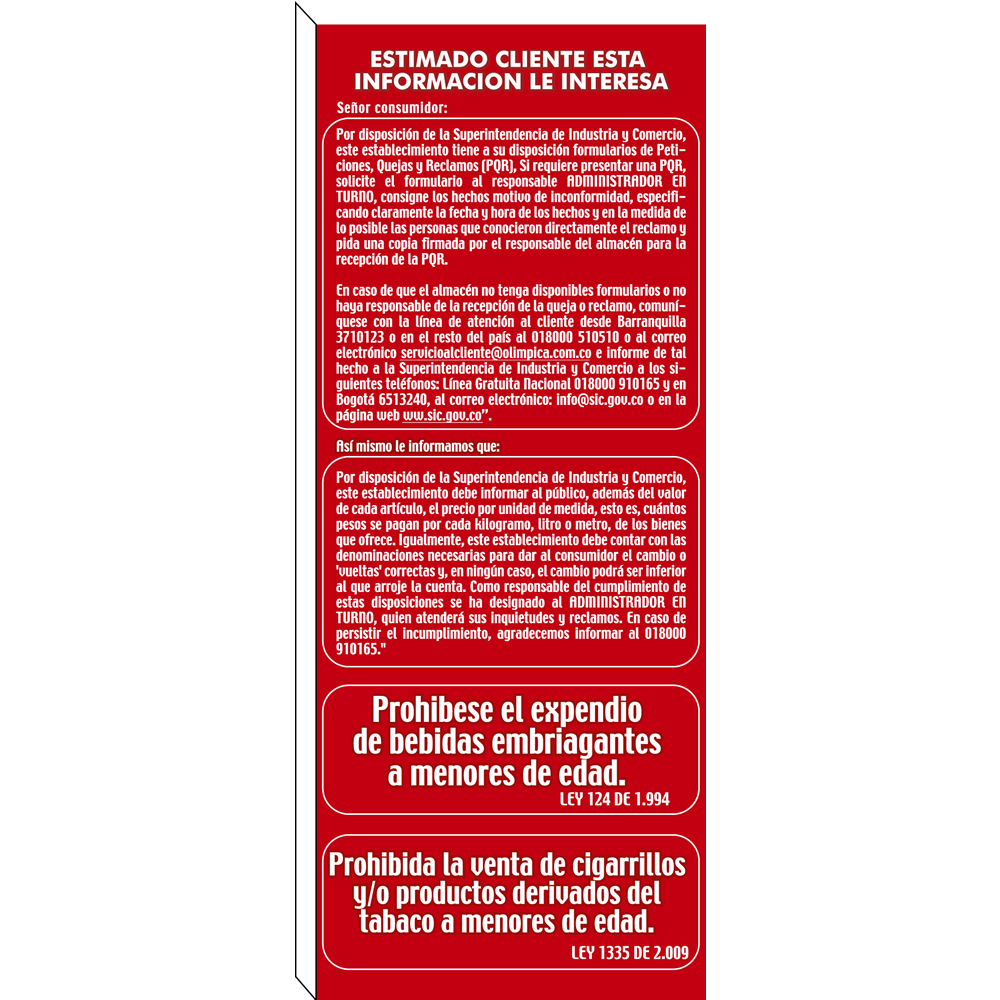 ESTIMADO CLIENTE ESTA
INFORMACION LE INTERESA
Señor consumidor:
Por disposición de la Superintendencia de Industria y Comercio,
este establecimiento tiene a su disposición formularios de Peti-
ciones, Quejas y Reclamos (PQR), Si requiere presentar una PQR,
solicite el formulario al responsable ADMINISTRADOR EN
TURNO, consigne los hechos motivo de inconformidad, especifi-
cando claramente la fecha y hora de los hechos y en la medida de
lo posible las personas que conocieron directamente el reclamo y
pida una copia firmada por el responsable del almacén para la
recepción de la PQR.
En caso de que el almacén no tenga disponibles formularios o no
haya responsable de la recepción de la queja o reclamo, comuní-
quese con la línea de atención al cliente desde Barranquilla
3710123 o en el resto del país al 018000 510510 o al correo
electrónico servicioalcliente@olimpica.com.co e informe de tal
hecho a la Superintendencia de Industria y Comercio a los si-
guientes teléfonos: Línea Gratuita Nacional 018000 910165 y en
Bogotá 6513240, al correo electrónico: info@sic.gov.co o en la
página web ww.sic.gov.co”.
Así mismo le informamos que:
Por disposición de la Superintendencia de Industria y Comercio,
este establecimiento debe informar al público, además del valor
de cada artículo, el precio por unidad de medida, esto es, cuántos
pesos se pagan por cada kilogramo, litro o metro, de los bienes
que ofrece. Igualmente, este establecimiento debe contar con las
denominaciones necesarias para dar al consumidor el cambio o
'vueltas' correctas y, en ningún caso, el cambio podrá ser inferior
al que arroje la cuenta. Como responsable del cumplimiento de
estas disposiciones se ha designado al ADMINISTRADOR EN
TURNO, quien atenderá sus inquietudes y reclamos. En caso de
persistir el incumplimiento, agradecemos informar al 018000
910165."
Prohibese el expendio
de bebidas embriagantes
a menores de edad.
LEY 124 DE 1.994
Prohibida la venta de cigarrillos
y/o productos derivados del
tabaco a menores de edad.
LEY 1335 DE 2.009